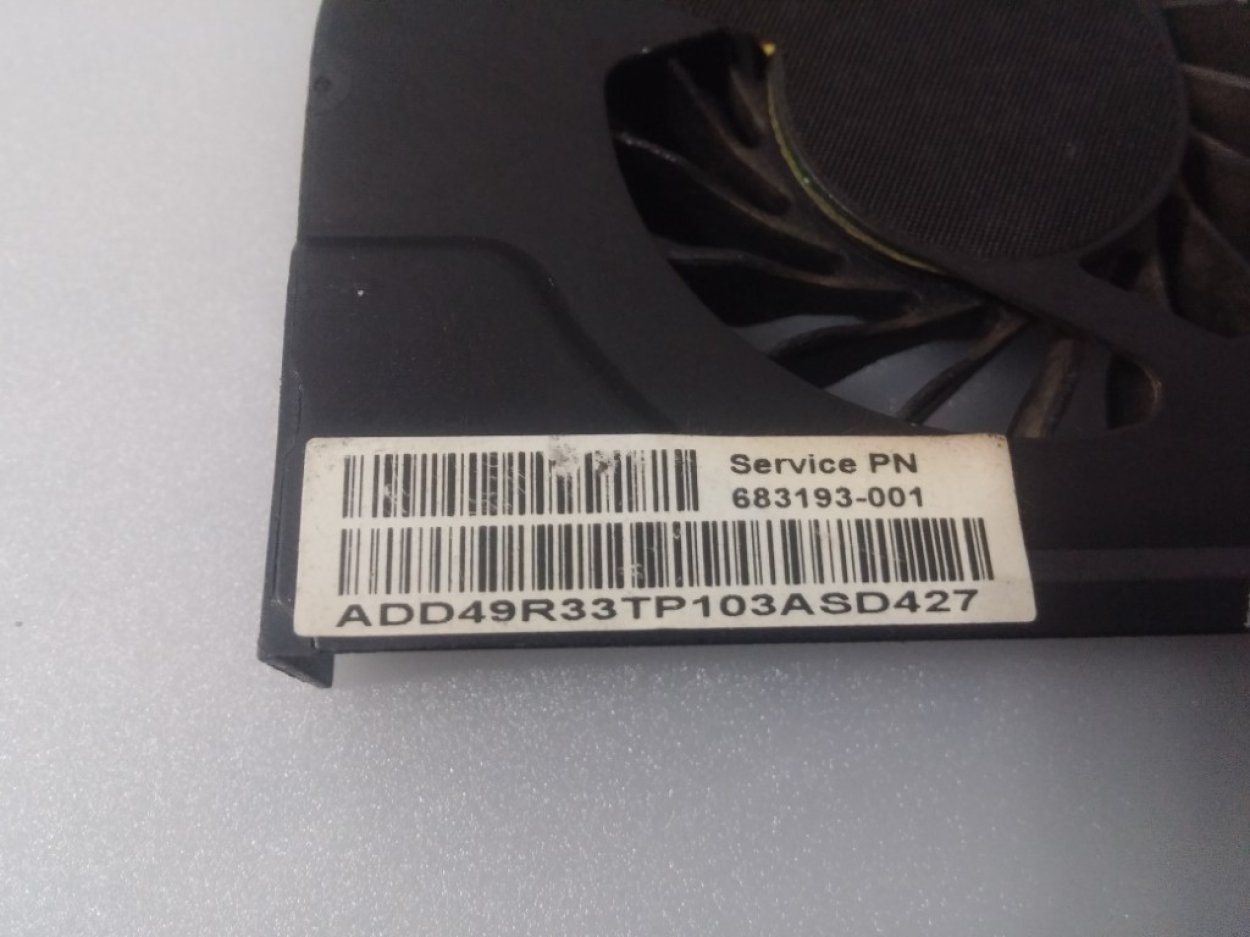 Service PN
683193-001
ADD49R33TP103ASD427